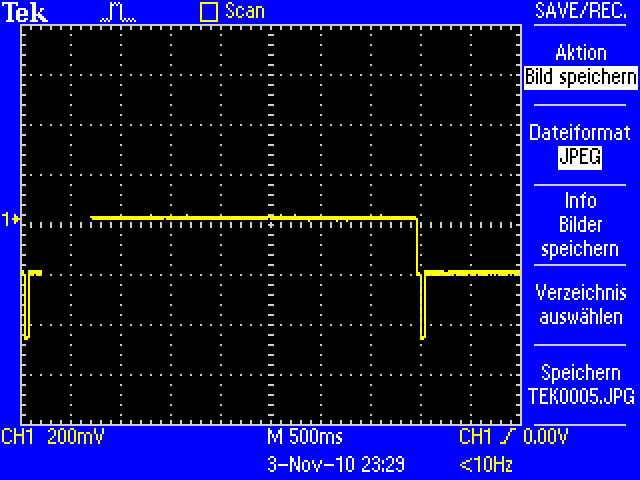 Tek
Scan
SAVE/REC.
Aktion
Bild speichern
Dateiformat
JPEG
Info
Bilder
speichern
Verzeichnis
auswählen
Speichern
TEK0005.JPG
1
CH1 200mV
M 500ms
CH1 0.00V
3-Nov-10 23:29
<10Hz